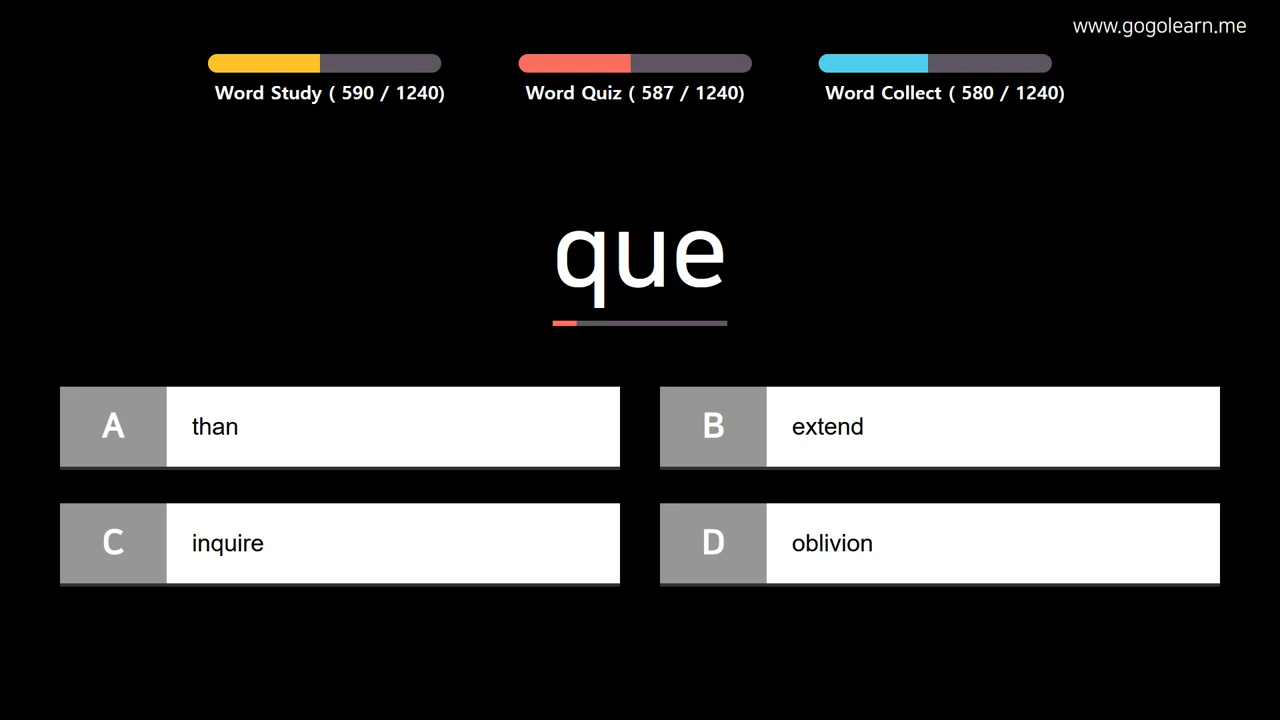 www.gogolearn.me
Word Study ( 590 / 1240)
Word Quiz ( 587 / 1240)
Word Collect ( 580 / 1240)
que
A than
B extend
C inquire
D oblivion